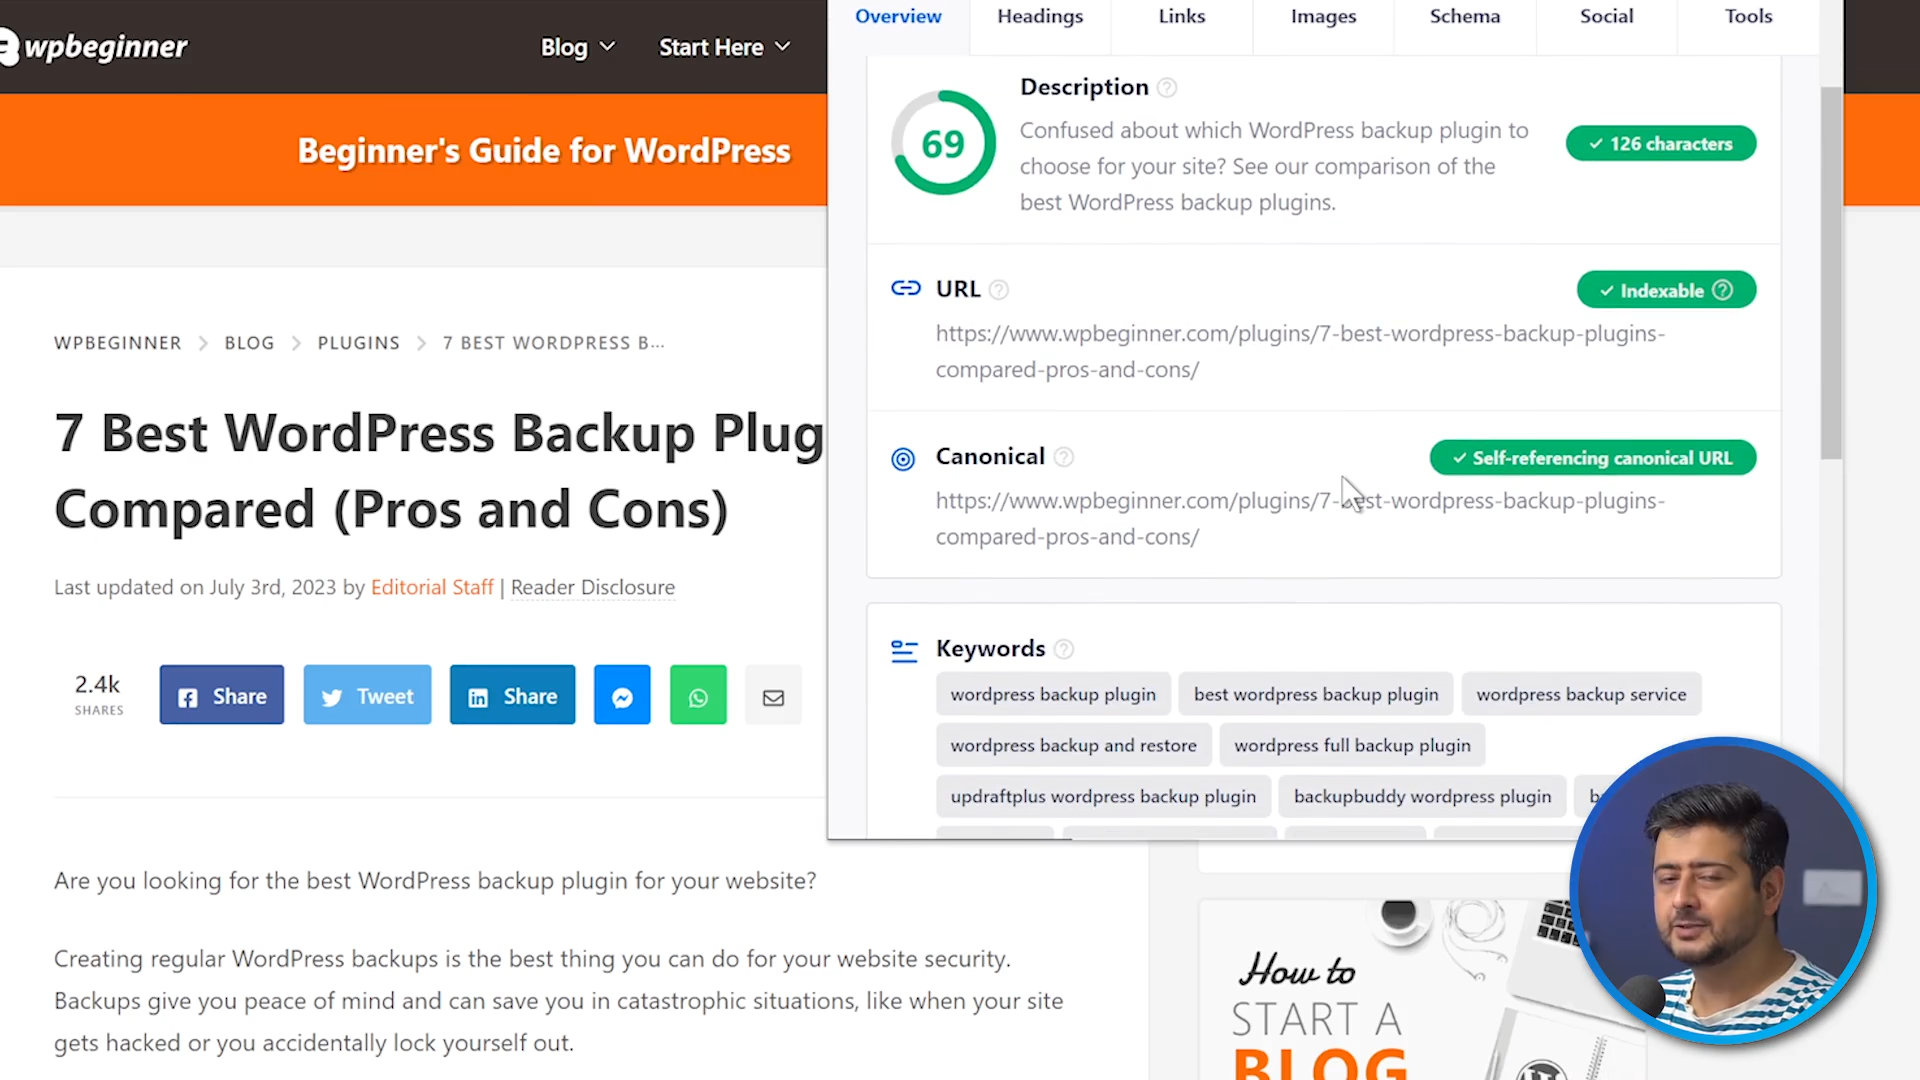 wpbeginner
Blog
Start Here
Beginner's Guide for WordPress
WPBEGINNER
BLOG
PLUGINS
7 BEST WORDPRESS B...
7 Best WordPress Backup Plug
Compared (Pros and Cons)
Last updated on July 3rd, 2023 by Editorial Staff | Reader Disclosure
2.4k
SHARES
Share
Tweet
Share
Are you looking for the best WordPress backup plugin for your website?
Creating regular WordPress backups is the best thing you can do for your website security.
Backups give you peace of mind and can save you in catastrophic situations, like when your site
gets hacked or you accidentally lock yourself out.
Overview
Headings
Links
Images
Schema
Social
Tools
69
Description
Confused about which WordPress backup plugin to
choose for your site? See our comparison of the
best WordPress backup plugins.
126 characters
URL
Indexable
https://www.wpbeginner.com/plugins/7-best-wordpress-backup-plugins-
compared-pros-and-cons/
Canonical
Self-referencing canonical URL
https://www.wpbeginner.com/plugins/7-best-wordpress-backup-plugins-
compared-pros-and-cons/
Keywords
wordpress backup plugin
best wordpress backup plugin
wordpress backup service
wordpress backup and restore
wordpress full backup plugin
updraftplus wordpress backup plugin
backupbuddy wordpress plugin
How to
START A
BLOG